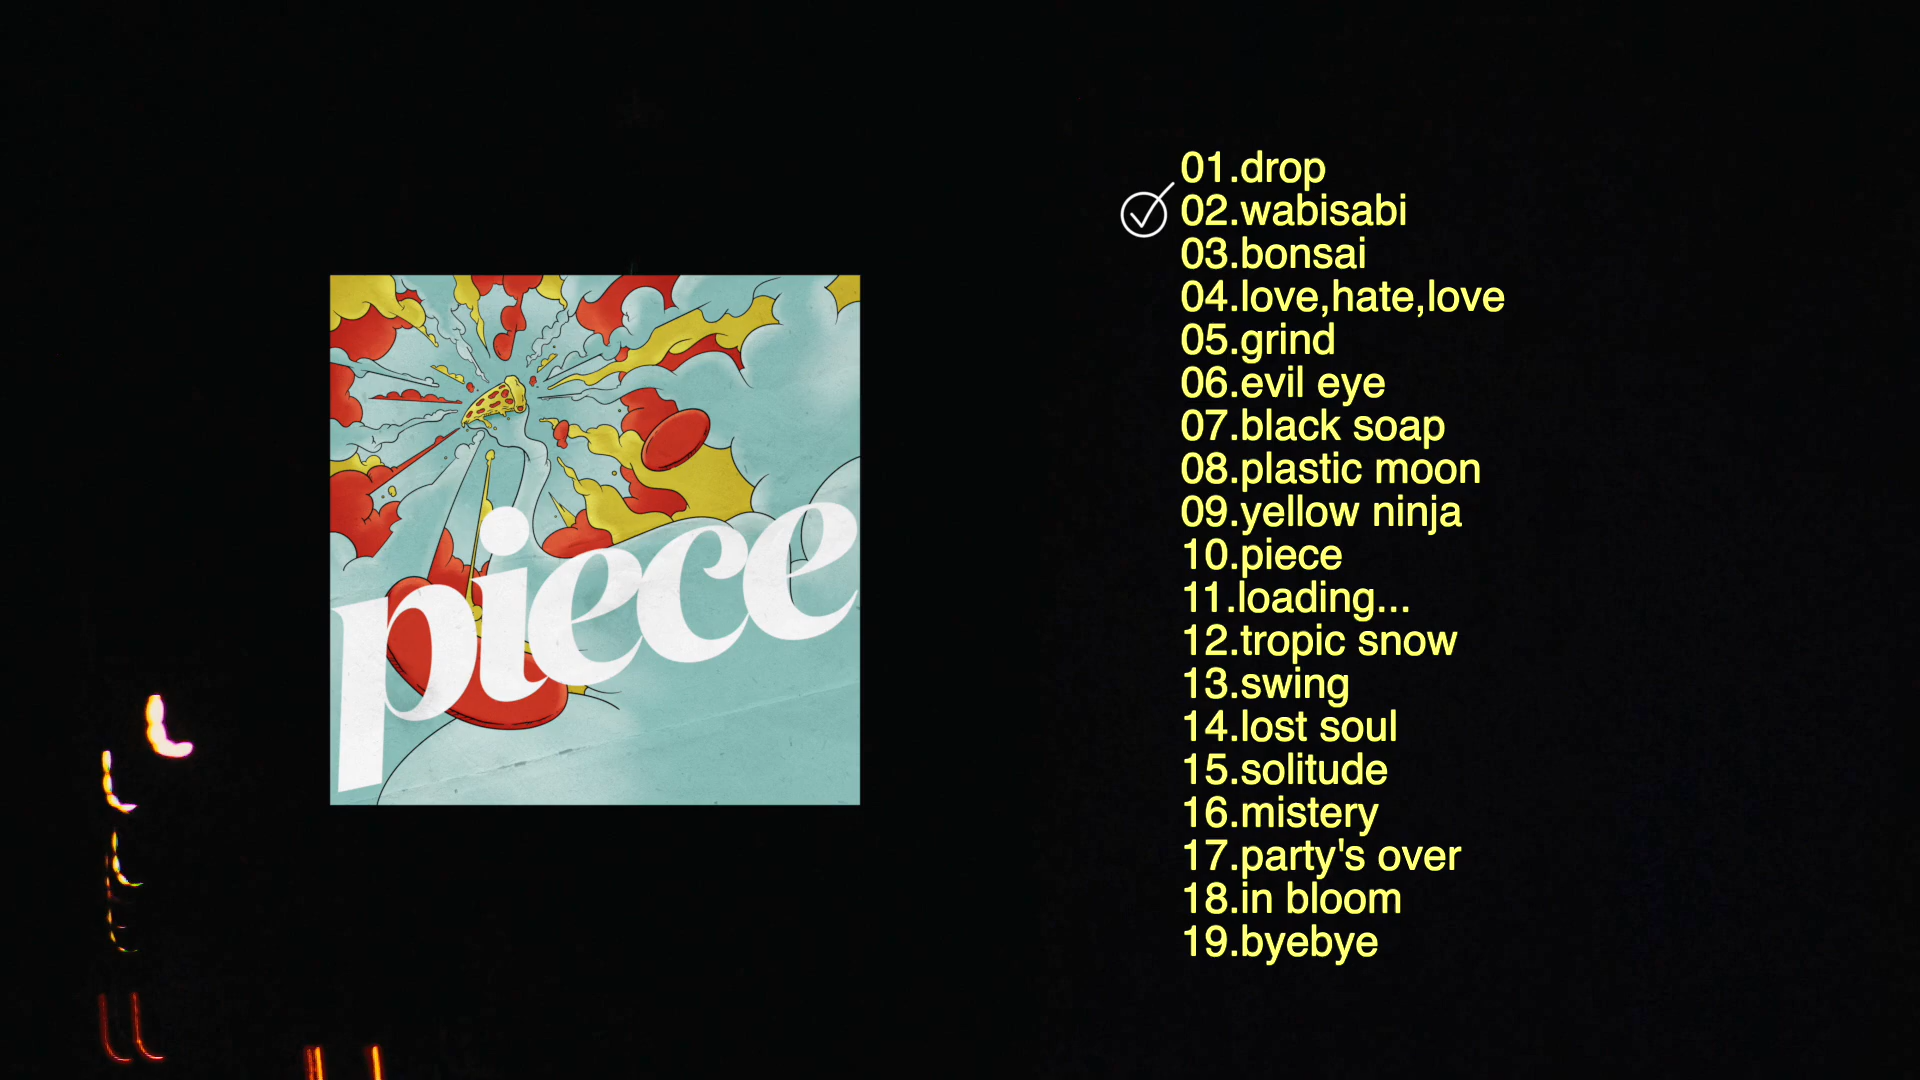 piece
01.drop
02.wabisabi
03.bonsai
04.love,hate,love
05.grind
06.evil eye
07.black soap
08.plastic moon
09.yellow ninja
10.piece
11.loading...
12.tropic snow
13.swing
14.lost soul
15.solitude
16.mistery
17.party's over
18.in bloom
19.byebye